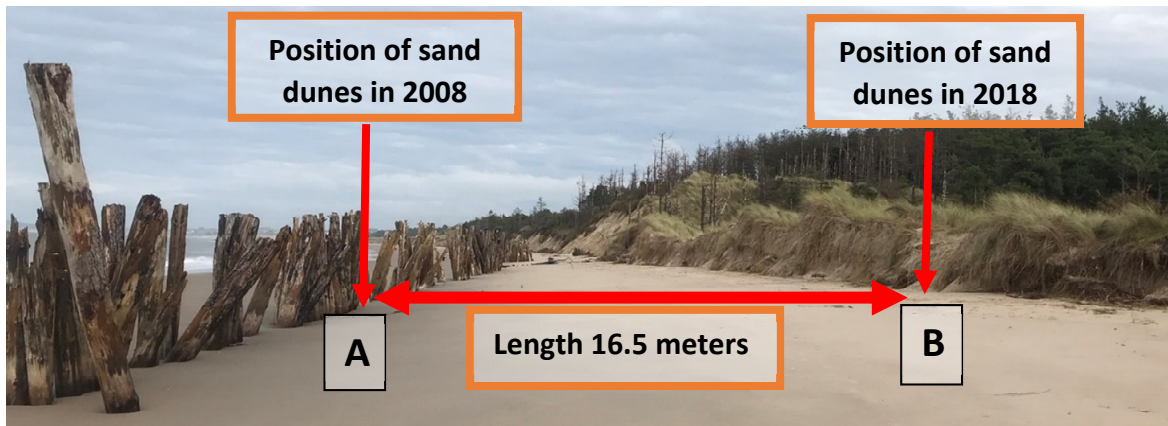 Position of sand
dunes in 2008
Position of sand
dunes in 2018
A
Length 16.5 meters
B